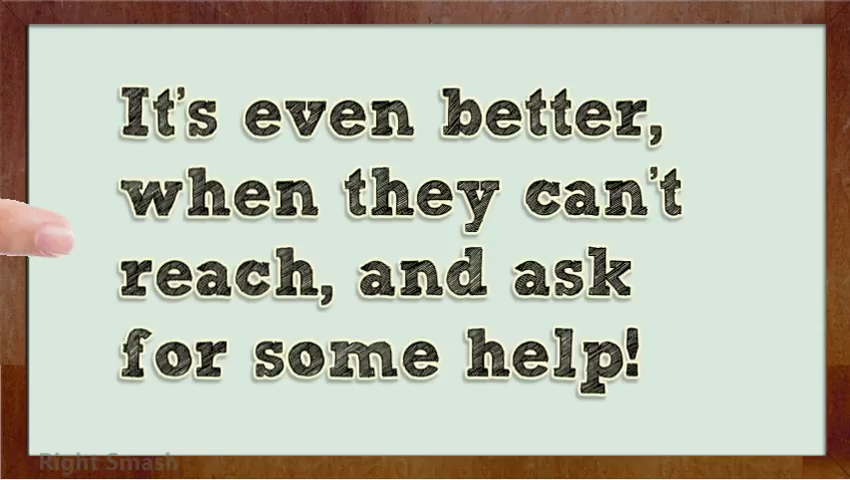 It's even better,
when they can't
reach, and ask
for some help!
Right Smash